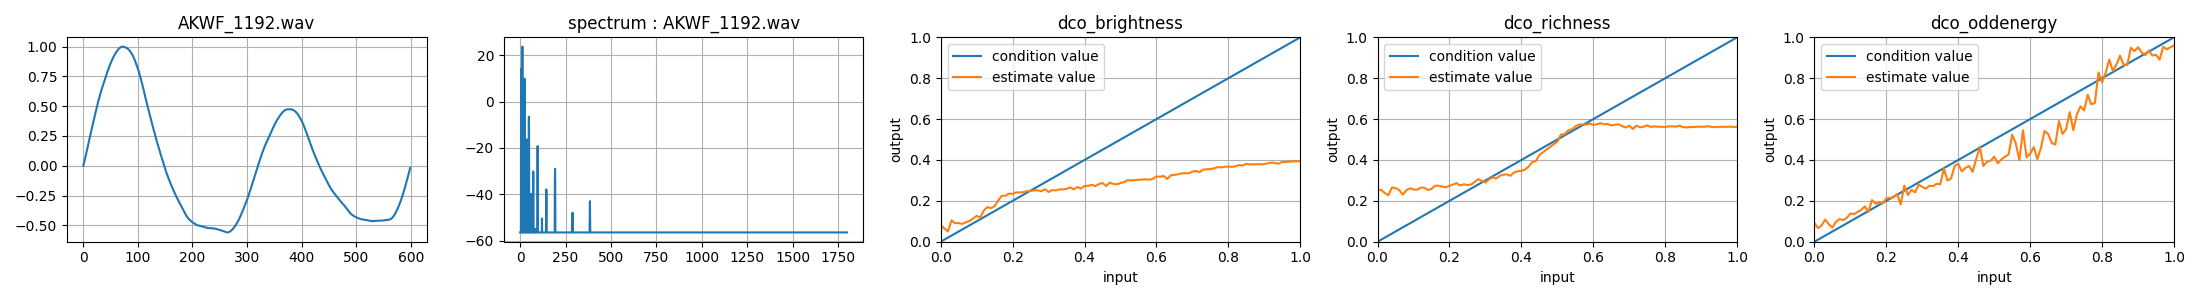 AKWF_1192.wav
1.00
0.75
0.50
0.25
0.00
−0.25
−0.50
0 100 200 300 400 500 600
spectrum : AKWF_1192.wav
20
0
−20
−40
−60
0 250 500 750 1000 1250 1500 1750
dco_brightness
condition value
estimate value
output
1.0
0.8
0.6
0.4
0.2
0.0
0.0 0.2 0.4 0.6 0.8 1.0
input
dco_richness
condition value
estimate value
output
1.0
0.8
0.6
0.4
0.2
0.0
0.0 0.2 0.4 0.6 0.8 1.0
input
dco_oddenergy
condition value
estimate value
output
1.0
0.8
0.6
0.4
0.2
0.0
0.0 0.2 0.4 0.6 0.8 1.0
input